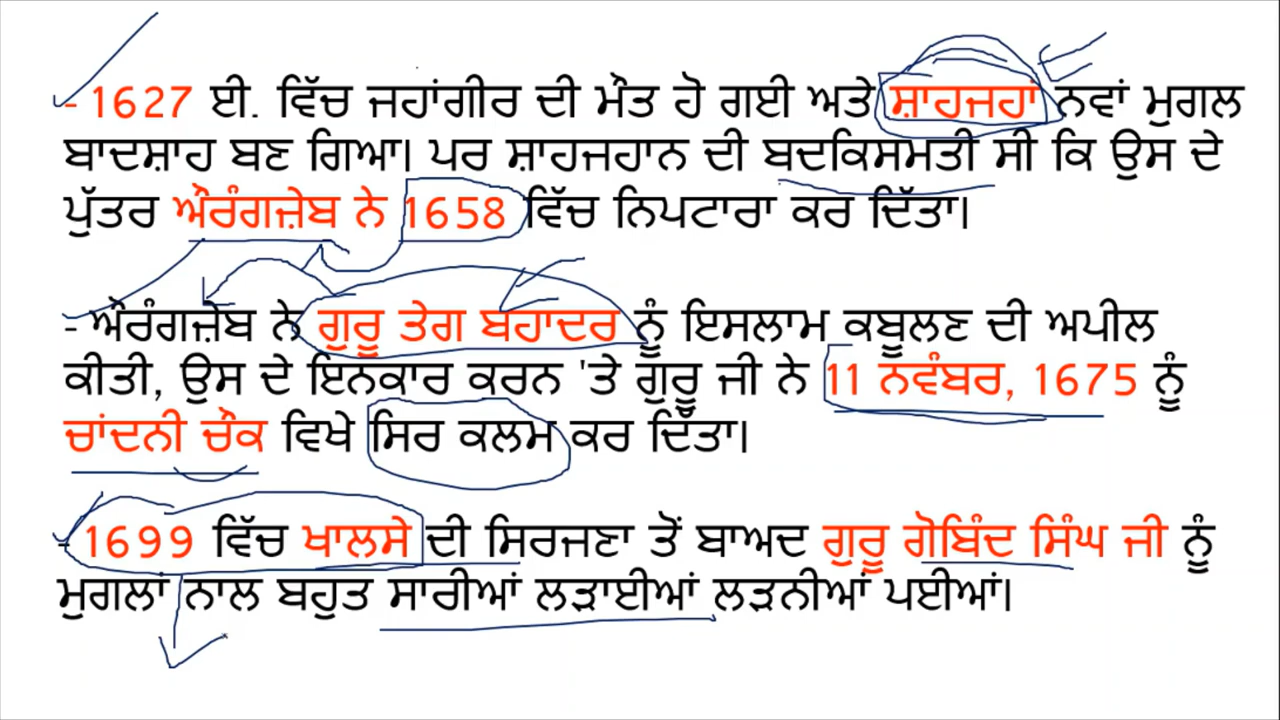 - 1627 ਈ. ਵਿੱਚ ਜਹਾਂਗੀਰ ਦੀ ਮੌਤ ਹੋ ਗਈ ਅਤੇ ਸ਼ਾਹਜਹਾਂ ਨਵਾਂ ਮੁਗਲ
ਬਾਦਸ਼ਾਹ ਬਣ ਗਿਆ। ਪਰ ਸ਼ਾਹਜਹਾਨ ਦੀ ਬਦਕਿਸਮਤੀ ਸੀ ਕਿ ਉਸ ਦੇ
ਪੁੱਤਰ ਔਰੰਗਜ਼ੇਬ ਨੇ 1658 ਵਿੱਚ ਨਿਪਟਾਰਾ ਕਰ ਦਿੱਤਾ।
- ਔਰੰਗਜ਼ੇਬ ਨੇ ਗੁਰੂ ਤੇਗ ਬਹਾਦਰ ਨੂੰ ਇਸਲਾਮ ਕਬੂਲਣ ਦੀ ਅਪੀਲ
ਕੀਤੀ, ਉਸ ਦੇ ਇਨਕਾਰ ਕਰਨ 'ਤੇ ਗੁਰੂ ਜੀ ਨੇ 11 ਨਵੰਬਰ, 1675 ਨੂੰ
ਚਾਂਦਨੀ ਚੌਕ ਵਿਖੇ ਸਿਰ ਕਲਮ ਕਰ ਦਿੱਤਾ।
- 1699 ਵਿੱਚ ਖਾਲਸੇ ਦੀ ਸਿਰਜਣਾ ਤੋਂ ਬਾਅਦ ਗੁਰੂ ਗੋਬਿੰਦ ਸਿੰਘ ਜੀ ਨੂੰ
ਮੁਗਲਾਂ ਨਾਲ ਬਹੁਤ ਸਾਰੀਆਂ ਲੜਾਈਆਂ ਲੜਨੀਆਂ ਪਈਆਂ।